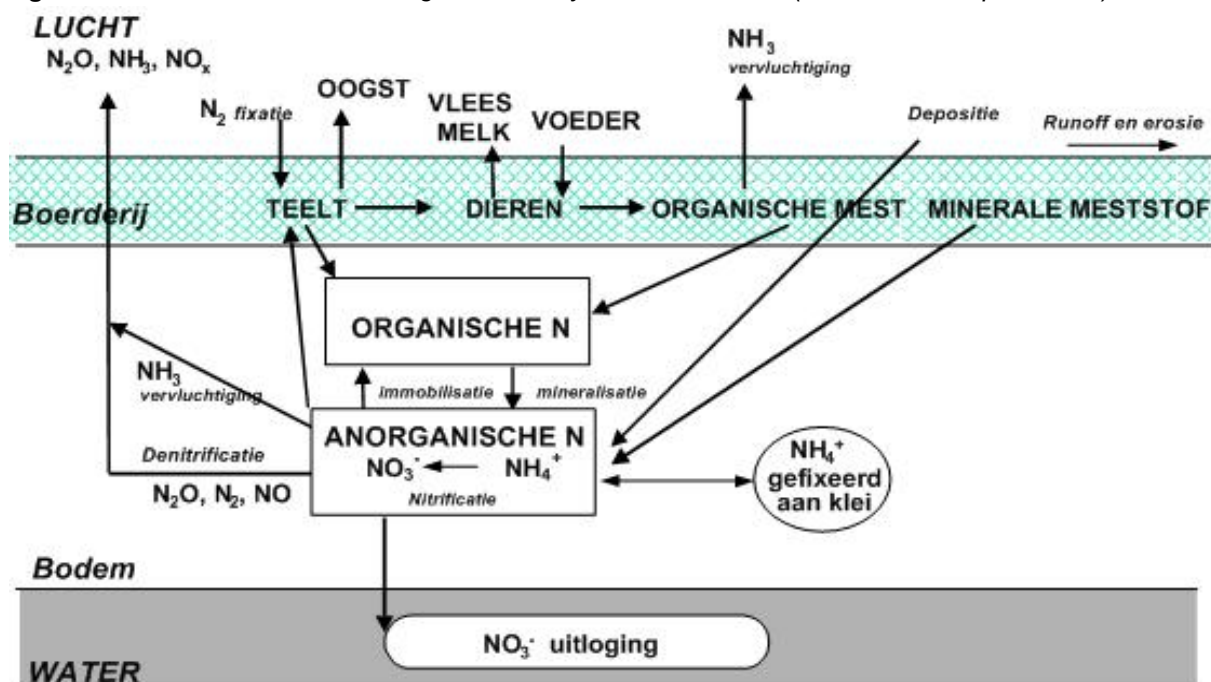 LUCHT
N₂O, NH₃, NOₓ
N₂ fixatie
OOGST
VLEES
MELK
VOEDER
NH₃
vervluchtiging
Depositie
Runoff en erosie
Boerderij
TEELT
DIEREN
ORGANISCHE MEST
MINERALE MESTSTOF
ORGANISCHE N
immobilisatie
mineralisatie
NH₃
vervluchtiging
ANORGANISCHE N
NO₃⁻
NH₄⁺
Nitrificatie
Denitrificatie
N₂O, N₂, NO
NH₄⁺
gefixeerd
aan klei
Bodem
NO₃⁻ uitloging
WATER